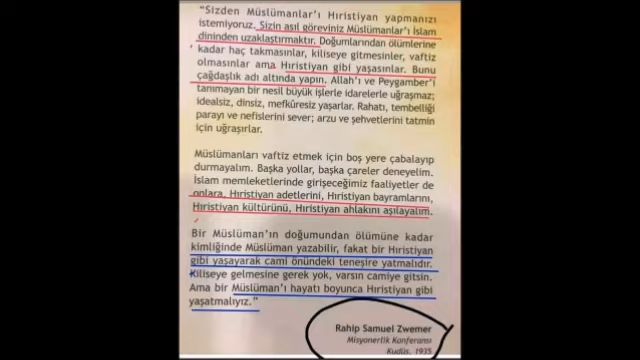 “Sizden Müslümanlar’ı Hıristiyan yapmanızı
istemiyoruz. Sizin asıl göreviniz Müslümanlar’ı İslam
dininden uzaklaştırmaktır. Doğumlarından ölümlerine
kadar haç takmasınlar, kiliseye gitmesinler, vaftiz
olmasınlar ama Hıristiyan gibi yaşasınlar. Bunu
çağdaşlık adı altında yapın. Allah’ı ve Peygamber’i
tanımayan bir nesil büyük işlerle idarelerle uğraşmaz;
idealsiz, dinsiz, mefkûresiz yaşarlar. Rahatı, tembelliği
parayı ve nefislerini sever; arzu ve şehvetlerini tatmin
için uğraşırlar.
Müslümanları vaftiz etmek için boş yere çabalayıp
durmayalım. Başka yollar, başka çareler deneyelim.
İslam memleketlerinde girişeceğimiz faaliyetler de
onlara, Hıristiyan adetlerini, Hıristiyan bayramlarını,
Hıristiyan kültürünü, Hıristiyan ahlakını aşılayalım.
Bir Müslüman’ın doğumundan ölümüne kadar
kimliğinde Müslüman yazabilir, fakat bir Hıristiyan
gibi yaşayarak cami önündeki teneşire yatmalıdır.
Kiliseye gelmesine gerek yok, varsın camiye gitsin.
Ama bir Müslüman’ı hayatı boyunca Hıristiyan gibi
yaşatmalıyız.”
Rahip Samuel Zwemer
Misyonerlik Konferansı
Kudüs, 1935